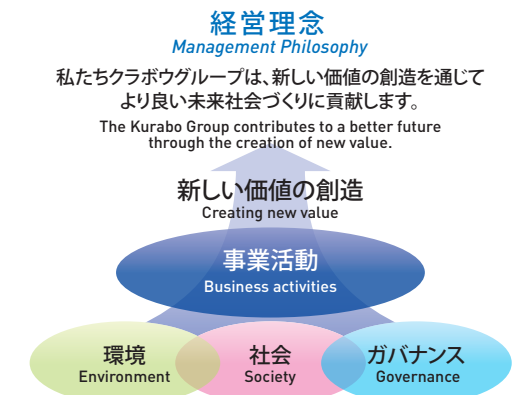 経営理念
Management Philosophy
私たちクラボウグループは、新しい価値の創造を通じて
より良い未来社会づくりに貢献します。
The Kurabo Group contributes to a better future
through the creation of new value.
新しい価値の創造
Creating new value
事業活動
Business activities
環境
Environment
社会
Society
ガバナンス
Governance